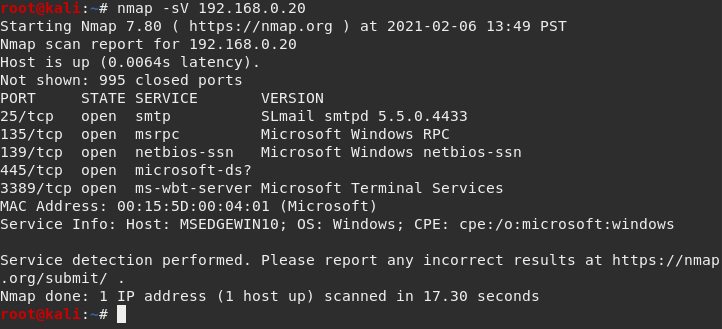 root@kali:~# nmap -sV 192.168.0.20
Starting Nmap 7.80 ( https://nmap.org ) at 2021-02-06 13:49 PST
Nmap scan report for 192.168.0.20
Host is up (0.0064s latency).
Not shown: 995 closed ports
PORT     STATE SERVICE       VERSION
25/tcp   open  smtp          SLmail smtpd 5.5.0.4433
135/tcp  open  msrpc         Microsoft Windows RPC
139/tcp  open  netbios-ssn   Microsoft Windows netbios-ssn
445/tcp  open  microsoft-ds?
3389/tcp open  ms-wbt-server Microsoft Terminal Services
MAC Address: 00:15:5D:00:04:01 (Microsoft)
Service Info: Host: MSEDGEWIN10; OS: Windows; CPE: cpe:/o:microsoft:windows

Service detection performed. Please report any incorrect results at https://nmap
.org/submit/ .
Nmap done: 1 IP address (1 host up) scanned in 17.30 seconds
root@kali:~#